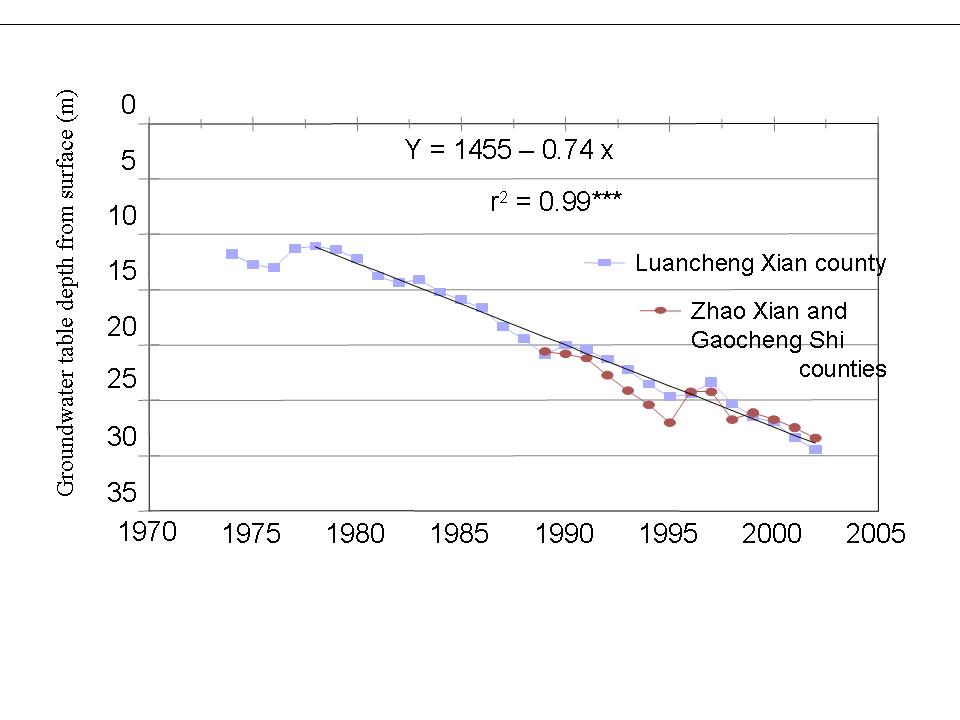 Groundwater table depth from surface (m)
0
5
10
15
20
25
30
35
Y = 1455 – 0.74 x
r² = 0.99***
Luancheng Xian county
Zhao Xian and
Gaocheng Shi
counties
1970 1975 1980 1985 1990 1995 2000 2005